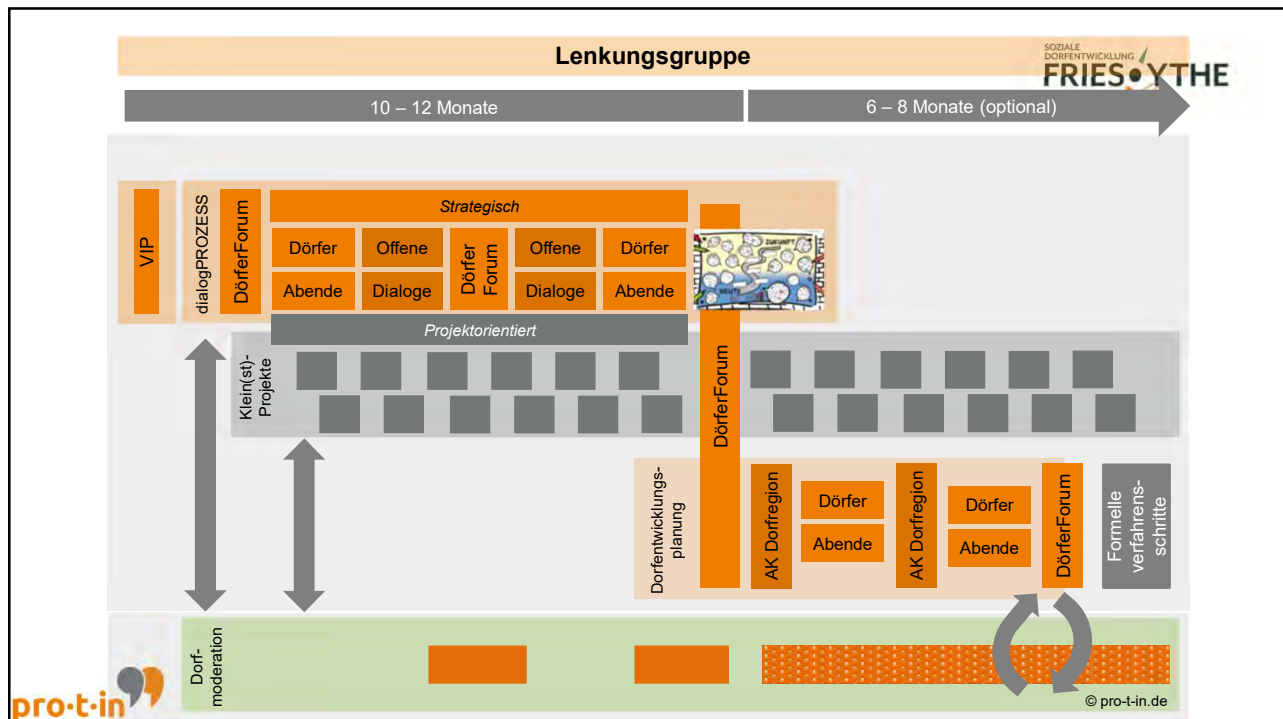 Lenkungsgruppe
SOZIALE
DORFENTWICKLUNG
FRIESOYTHE
10 – 12 Monate
6 – 8 Monate (optional)
VIP
dialogPROZESS
DörferForum
Strategisch
Dörfer
Abende
Offene
Dialoge
Dörfer
Forum
Offene
Dialoge
Dörfer
Abende
ZUKUNFT
HEUTE
Projektorientiert
Klein(st)-
Projekte
DörferForum
Dorfentwicklungs-
planung
AK Dorfregion
Dörfer
Abende
AK Dorfregion
Dörfer
Abende
DörferForum
Formelle
verfahrens-
schritte
Dorf-
moderation
pro-t-in
© pro-t-in.de